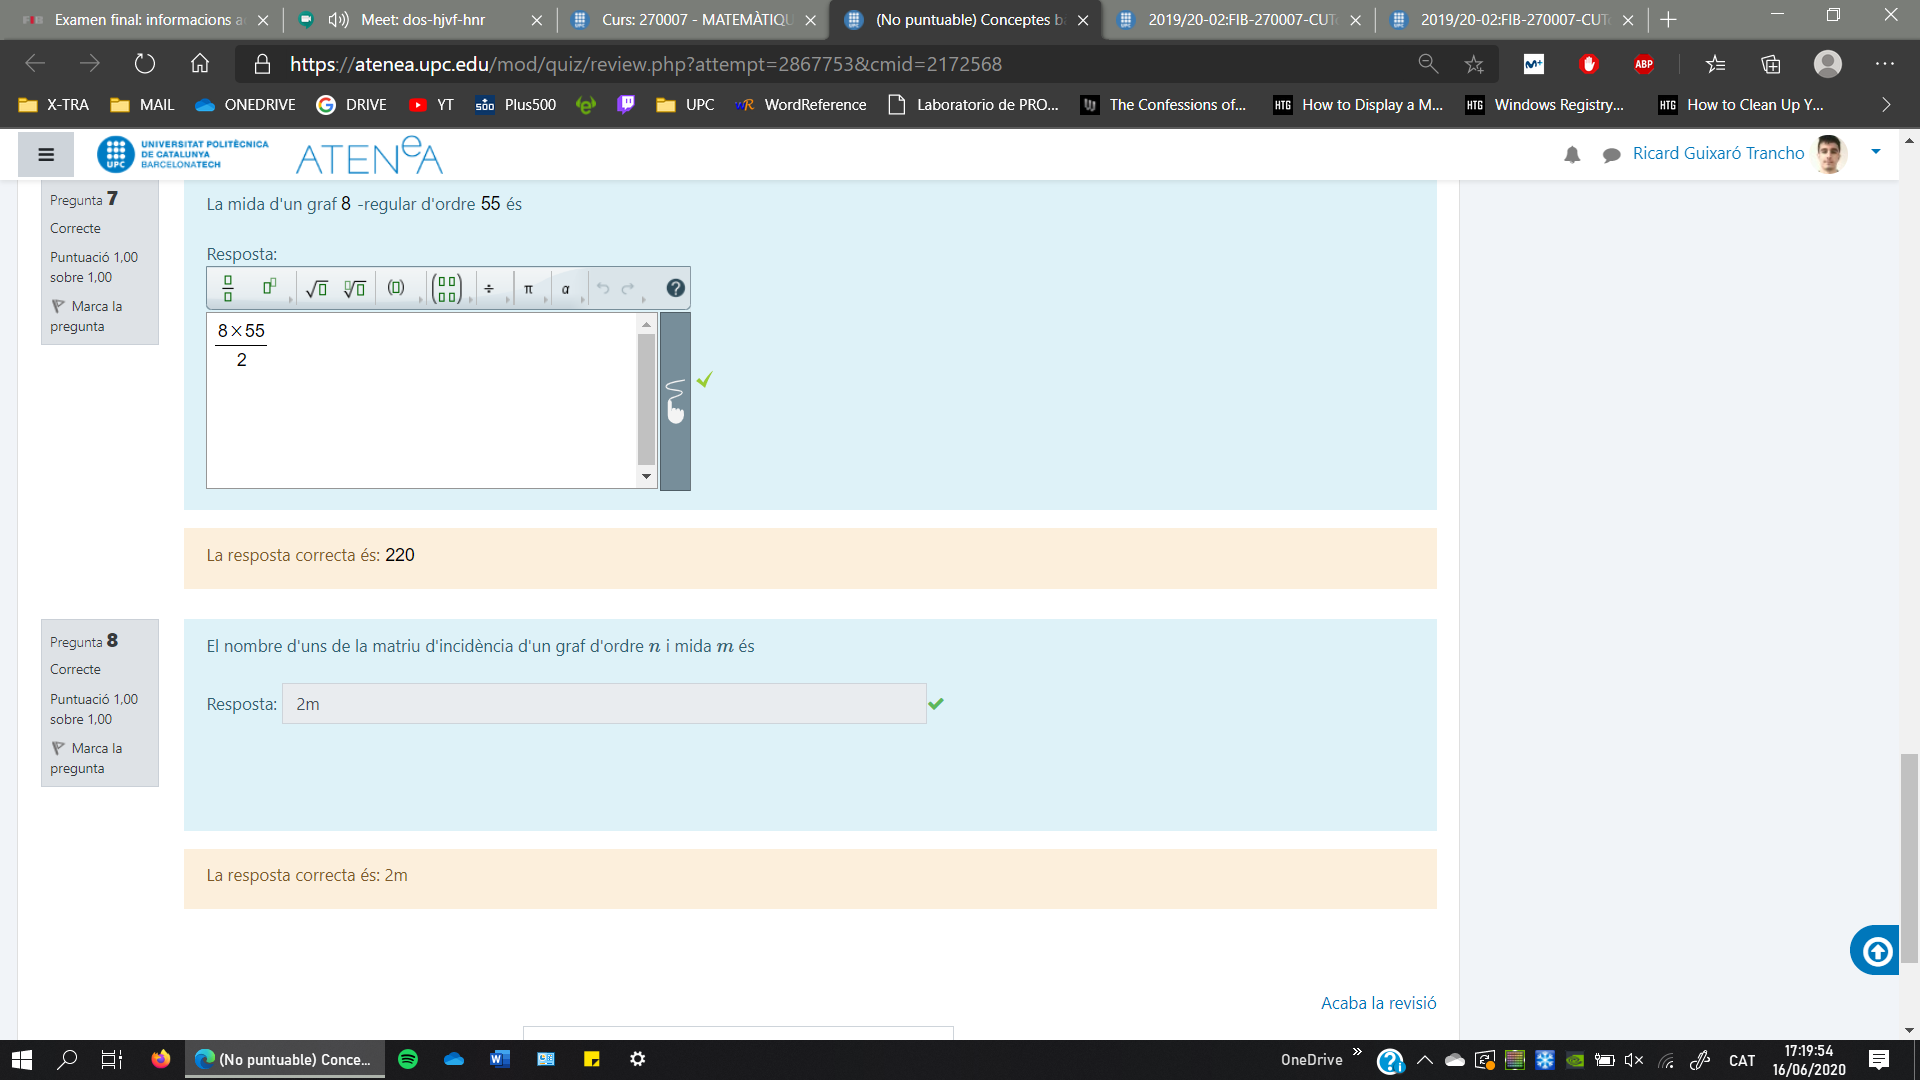 Examen final: informacions a
Meet: dos-hjvf-hnr
Curs: 270007 - MATEMÀTIQU
(No puntuable) Conceptes b
2019/20-02:FIB-270007-CUT
2019/20-02:FIB-270007-CUT
https://atenea.upc.edu/mod/quiz/review.php?attempt=2867753&cmid=2172568
ABP
X-TRA
MAIL
ONEDRIVE
DRIVE
YT
Plus500
UPC
WordReference
Laboratorio de PRO...
The Confessions of...
HTG How to Display a M...
HTG Windows Registry...
HTG How to Clean Up Y...
UPC
UNIVERSITAT POLITÈCNICA
DE CATALUNYA
BARCELONATECH
ATENeA
Ricard Guixaró Trancho
Pregunta 7
Correcte
Puntuació 1,00
sobre 1,00
Marca la
pregunta
La mida d'un graf 8 -regular d'ordre 55 és
Resposta:
÷ π α ?
8×55
2
La resposta correcta és: 220
Pregunta 8
Correcte
Puntuació 1,00
sobre 1,00
Marca la
pregunta
El nombre d'uns de la matriu d'incidència d'un graf d'ordre n i mida m és
Resposta: 2m
La resposta correcta és: 2m
Acaba la revisió
(No puntuable) Conce...
OneDrive
CAT
17:19:54
16/06/2020